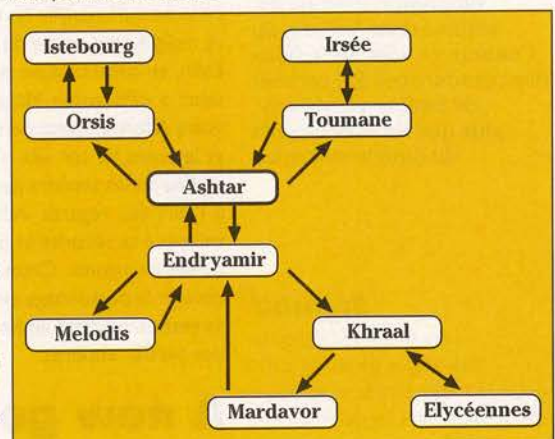 Istebourg
Irsée
Orsis
Toumane
Ashtar
Endryamir
Melodis
Khraal
Mardavor
Elycéennes